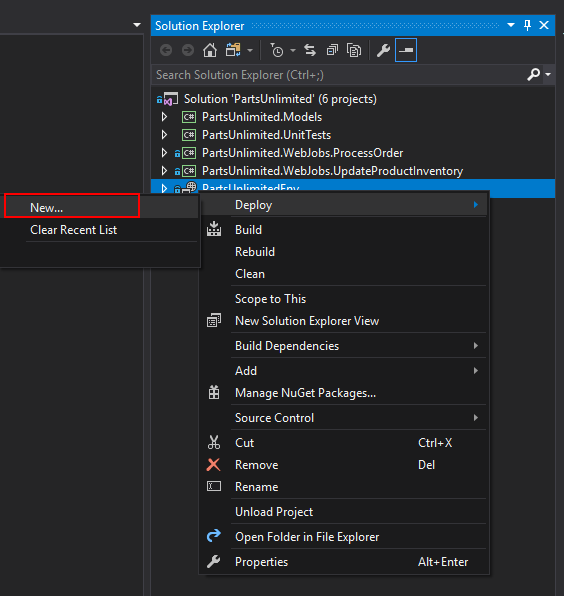 Solution Explorer
Search Solution Explorer (Ctrl+;)
Solution 'PartsUnlimited' (6 projects)
C# PartsUnlimited.Models
C# PartsUnlimited.UnitTests
C# PartsUnlimited.WebJobs.ProcessOrder
C# PartsUnlimited.WebJobs.UpdateProductInventory
PartsUnlimitedEnv
New...
Clear Recent List
Deploy
Build
Rebuild
Clean
Scope to This
New Solution Explorer View
Build Dependencies
Add
Manage NuGet Packages...
Source Control
Cut Ctrl+X
Remove Del
Rename
Unload Project
Open Folder in File Explorer
Properties Alt+Enter